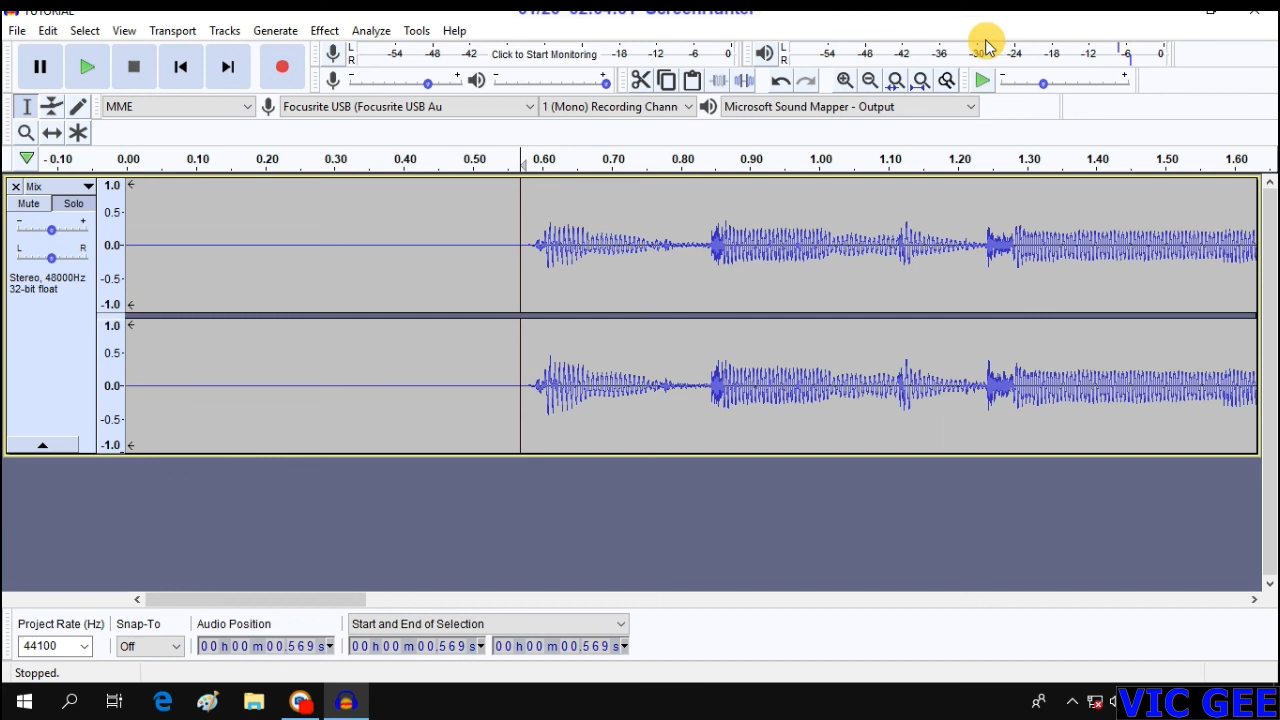 TUTORIAL
01/20 02:04:01 ScreenHunter
File Edit Select View Transport Tracks Generate Effect Analyze Tools Help
L R -54 -48 -42 Click to Start Monitoring -18 -12 -6 0 L R -54 -48 -42 -36 -30 -24 -18 -12 -6 0
- + - + - +
MME Focusrite USB (Focusrite USB Au 1 (Mono) Recording Chann Microsoft Sound Mapper - Output
- 0.10 0.00 0.10 0.20 0.30 0.40 0.50 0.60 0.70 0.80 0.90 1.00 1.10 1.20 1.30 1.40 1.50 1.60
Mix 1.0
Mute Solo
- + 0.5
L R 0.0
Stereo, 48000Hz -0.5
32-bit float
-1.0
1.0
0.5
0.0
-0.5
-1.0
Project Rate (Hz) Snap-To Audio Position Start and End of Selection
44100 Off 00 h 00 m 00.569 s 00 h 00 m 00.569 s 00 h 00 m 00.569 s
Stopped.
VIC GEE